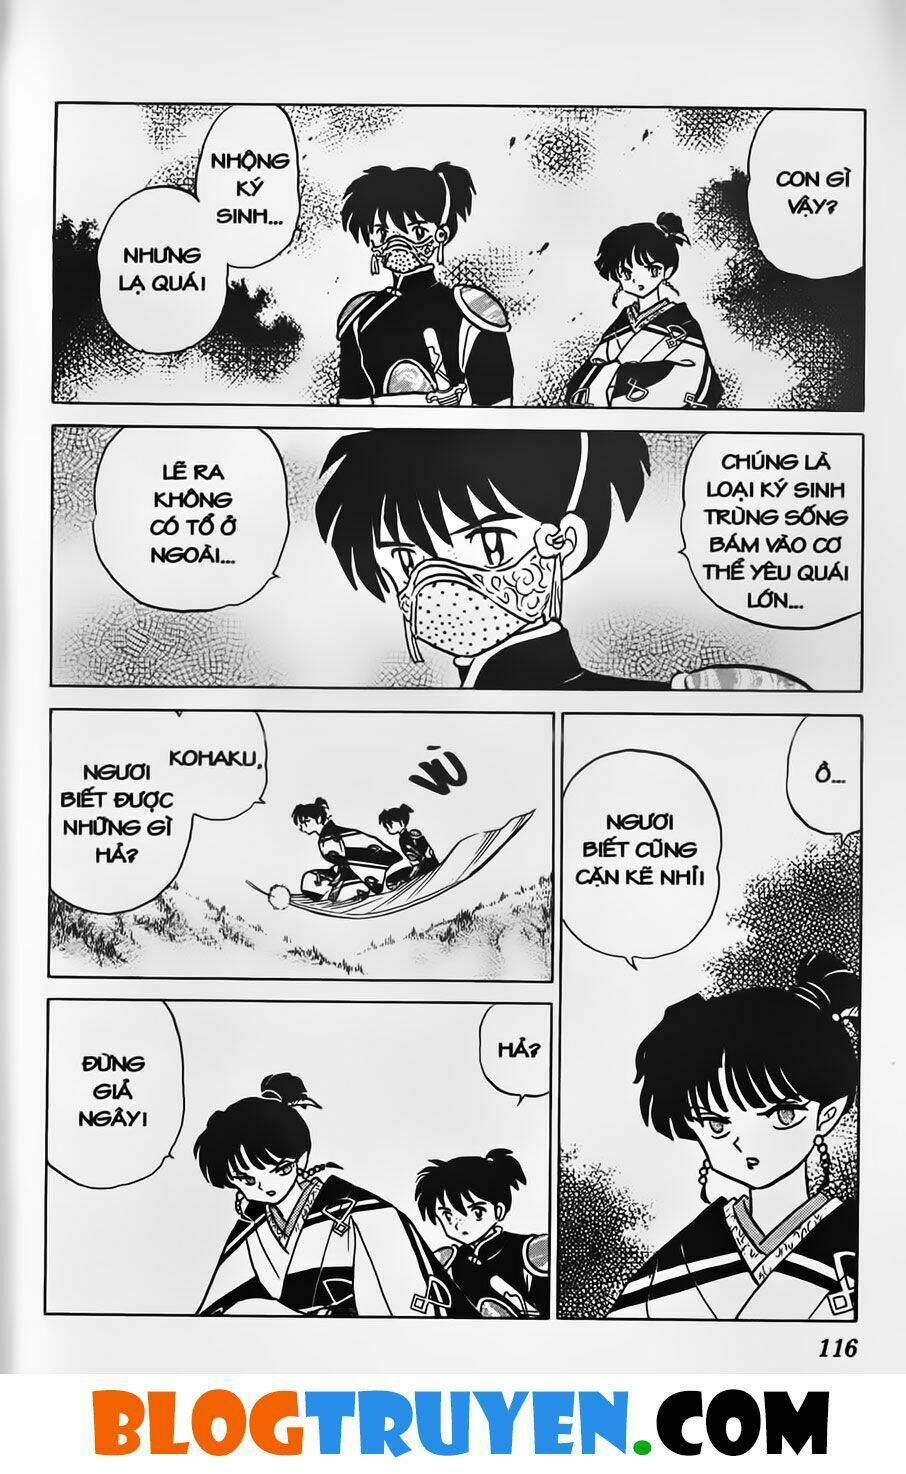 CON GÌ
VẬY?
NHỘNG
KÝ
SINH...
NHƯNG
LẠ QUÁ!
CHÚNG LÀ
LOẠI KÝ SINH
TRÙNG SỐNG
BÁM VÀO CƠ
THỂ YÊU QUÁI
LỚN...
LẼ RA
KHÔNG
CÓ TỔ Ở
NGOÀI...
Ồ...
NGƯƠI
BIẾT CŨNG
CẶN KẼ NHỈ!
KOHAKU,
NGƯƠI
BIẾT ĐƯỢC
NHỮNG GÌ
HẢ?
VÙ
HẢ?
ĐỪNG
GIẢ
NGÂY!
116
BLOGTRUYEN.COM